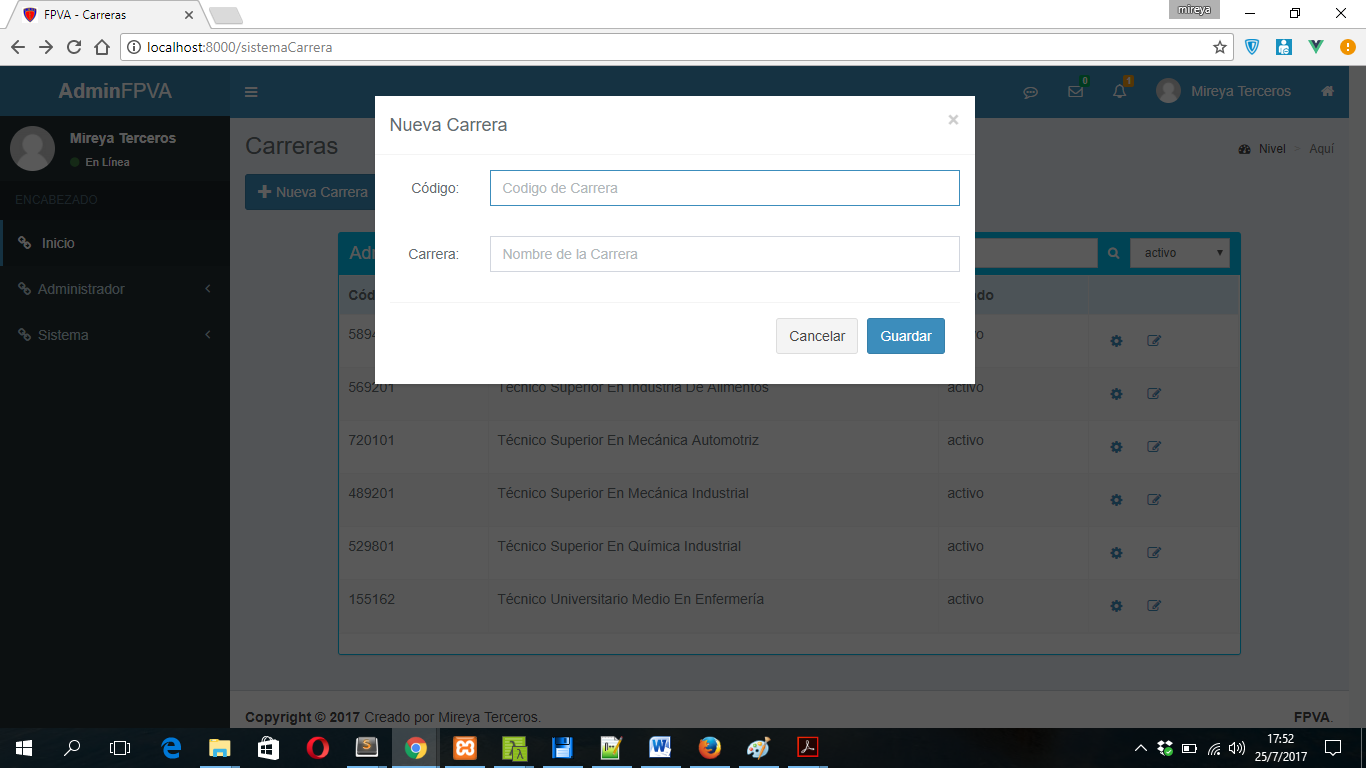 FPVA - Carreras
mireya
localhost:8000/sistemaCarrera
AdminFPVA
0
1
Mireya Terceros
Mireya Terceros
En Línea
ENCABEZADO
Inicio
Administrador
Sistema
Carreras
Nivel > Aquí
Nueva Carrera
Nueva Carrera
×
Código: Codigo de Carrera
Carrera: Nombre de la Carrera
Cancelar Guardar
activo
569201 Técnico Superior En Industria De Alimentos activo
720101 Técnico Superior En Mecánica Automotriz activo
489201 Técnico Superior En Mecánica Industrial activo
529801 Técnico Superior En Química Industrial activo
155162 Técnico Universitario Medio En Enfermería activo
Copyright © 2017 Creado por Mireya Terceros. FPVA.
17:52
25/7/2017